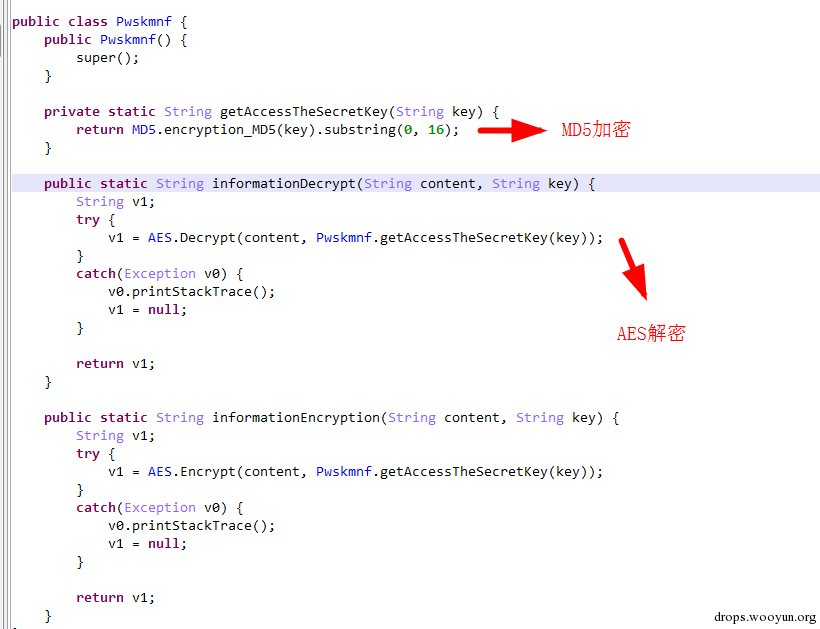 public class Pwskmnf {
    public Pwskmnf() {
        super();
    }

    private static String getAccessTheSecretKey(String key) {
        return MD5.encryption_MD5(key).substring(0, 16); MD5加密
    }

    public static String informationDecrypt(String content, String key) {
        String v1;
        try {
            v1 = AES.Decrypt(content, Pwskmnf.getAccessTheSecretKey(key));
        }
        catch(Exception v0) {
            v0.printStackTrace();
            v1 = null;
        }
AES解密

        return v1;
    }

    public static String informationEncryption(String content, String key) {
        String v1;
        try {
            v1 = AES.Encrypt(content, Pwskmnf.getAccessTheSecretKey(key));
        }
        catch(Exception v0) {
            v0.printStackTrace();
            v1 = null;
        }

        return v1;
    }
drops.wooyun.org